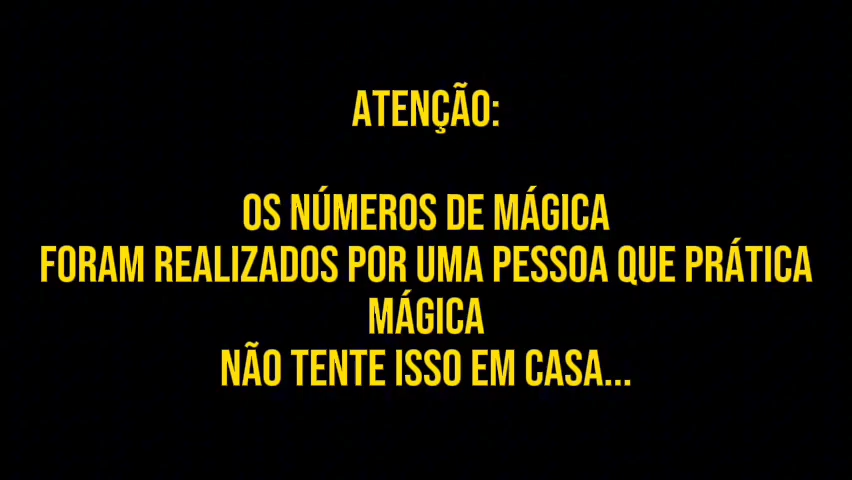 ATENÇÃO:
OS NÚMEROS DE MÁGICA
FORAM REALIZADOS POR UMA PESSOA QUE PRÁTICA
MÁGICA
NÃO TENTE ISSO EM CASA...